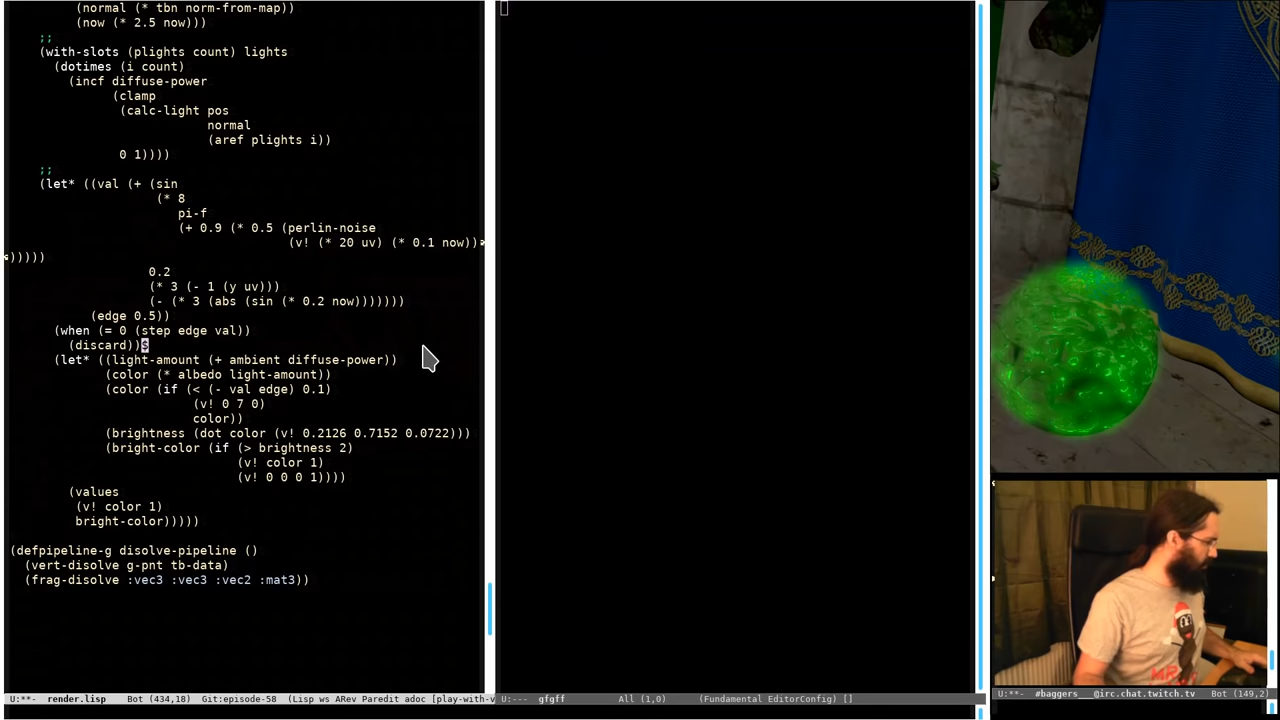 (normal (* tbn norm-from-map))
(now (* 2.5 now)))
;;
(with-slots (plights count) lights
(dotimes (i count)
(incf diffuse-power
(clamp
(calc-light pos
normal
(aref plights i))
0 1))))
;;
(let* ((val (+ (sin
(* 8
pi-f
(+ 0.9 (* 0.5 (perlin-noise
(v! (* 20 uv) (* 0.1 now))
)))))
0.2
(* 3 (- 1 (y uv)))
(- (* 3 (abs (sin (* 0.2 now)))))))
(edge 0.5))
(when (= 0 (step edge val))
(discard))s
(let* ((light-amount (+ ambient diffuse-power))
(color (* albedo light-amount))
(color (if (< (- val edge) 0.1)
(v! 0 7 0)
color))
(brightness (dot color (v! 0.2126 0.7152 0.0722)))
(bright-color (if (> brightness 2)
(v! color 1)
(v! 0 0 0 1))))
(values
(v! color 1)
bright-color)))))
(defpipeline-g disolve-pipeline ()
(vert-disolve g-pnt tb-data)
(frag-disolve :vec3 :vec3 :vec2 :mat3))
U:**- render.lisp Bot (434,18) Git:episode-58 (Lisp ws ARev Paredit adoc [play-with-v
U:--- gfgff All (1,0) (Fundamental EditorConfig) []
U:**- #baggers___@irc.chat.twitch.tv Bot (149,2)